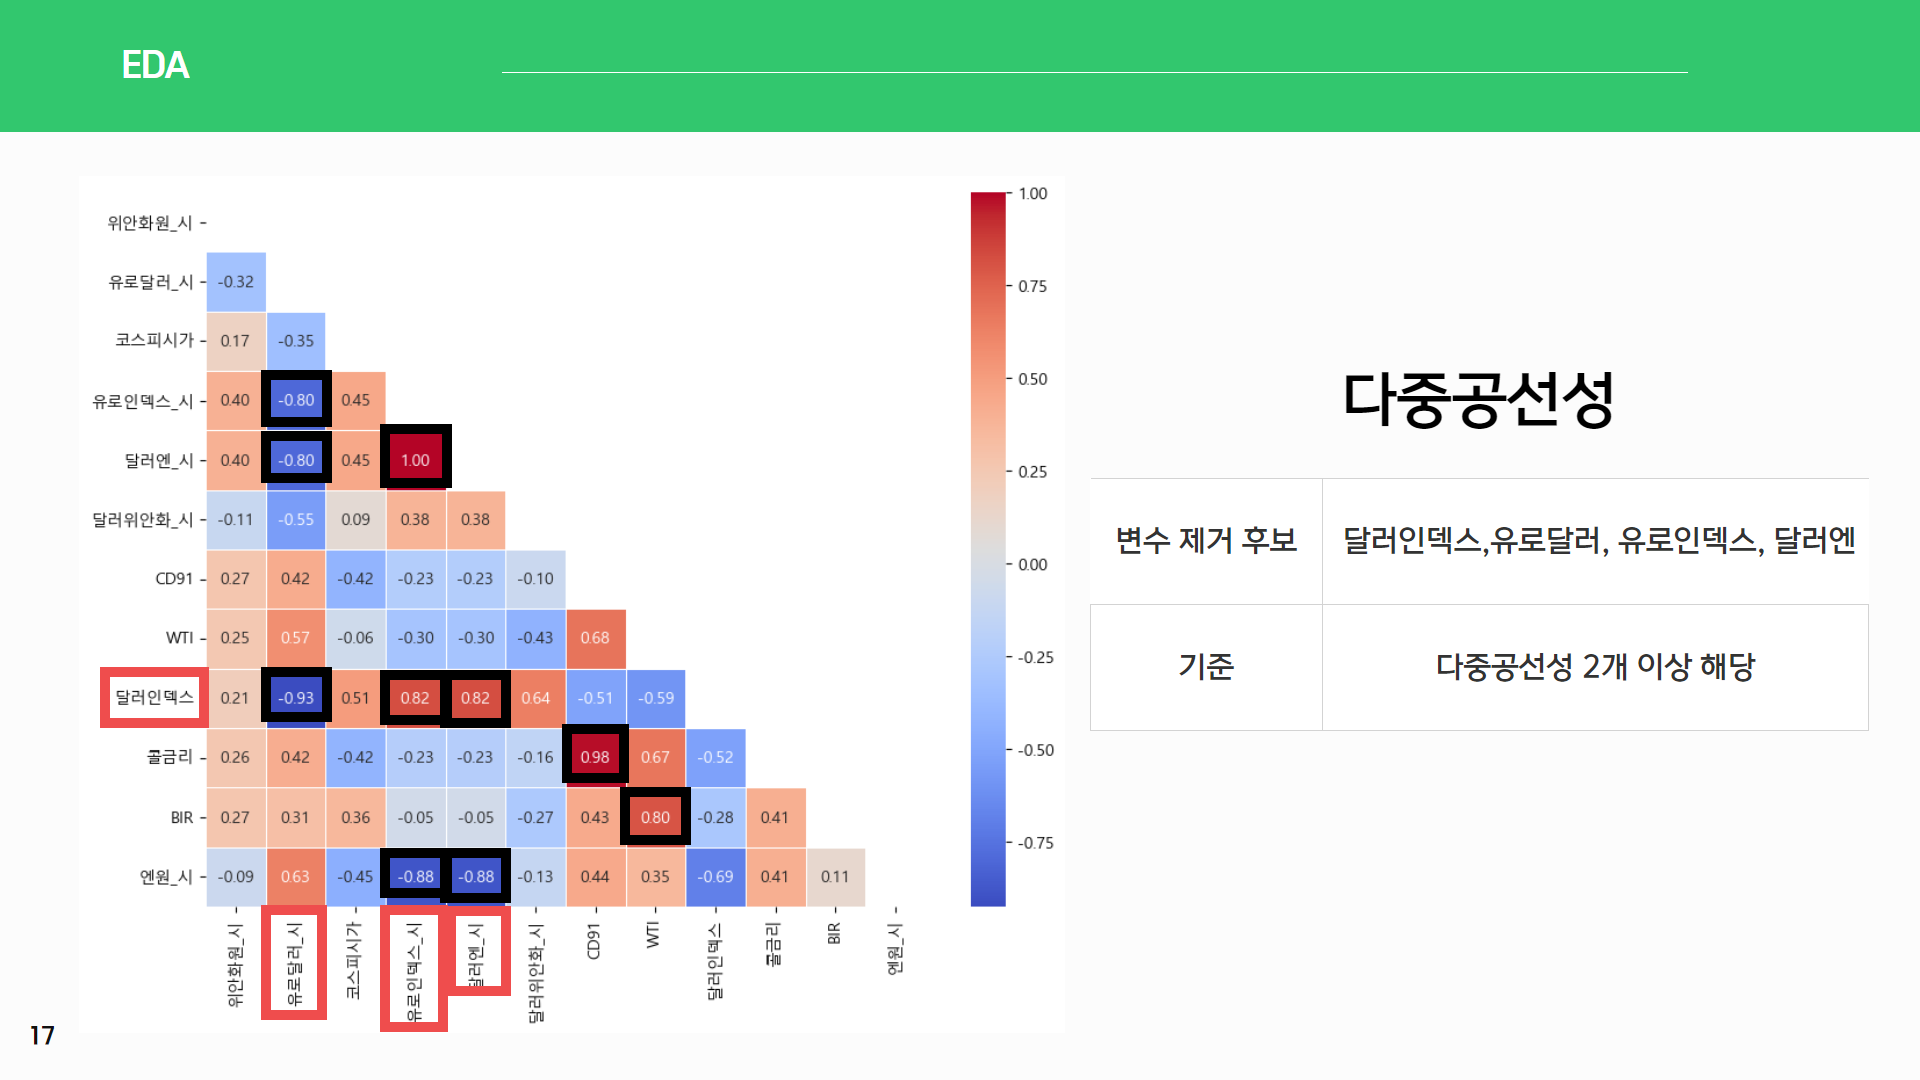 EDA
위안화원_시
유로달러_시 -0.32
코스피시가 0.17 -0.35
유로인덱스_시 0.40 -0.80 0.45
달러엔_시 0.40 -0.80 0.45 1.00
달러위안화_시 -0.11 -0.55 0.09 0.38 0.38
CD91 0.27 0.42 -0.42 -0.23 -0.23 -0.10
WTI 0.25 0.57 -0.06 -0.30 -0.30 -0.43 0.68
달러인덱스 0.21 -0.93 0.51 0.82 0.82 0.64 -0.51 -0.59
콜금리 0.26 0.42 -0.42 -0.23 -0.23 -0.16 0.98 0.67 -0.52
BIR 0.27 0.31 0.36 -0.05 -0.05 -0.27 0.43 0.80 -0.28 0.41
엔원_시 -0.09 0.63 -0.45 -0.88 -0.88 -0.13 0.44 0.35 -0.69 0.41 0.11
위안화원_시
유로달러_시
코스피시가
유로인덱스_시
달러엔_시
달러위안화_시
CD91
WTI
달러인덱스
콜금리
BIR
엔원_시
1.00
0.75
0.50
0.25
0.00
-0.25
-0.50
-0.75
다중공선성
변수 제거 후보 달러인덱스,유로달러, 유로인덱스, 달러엔
기준 다중공선성 2개 이상 해당
17